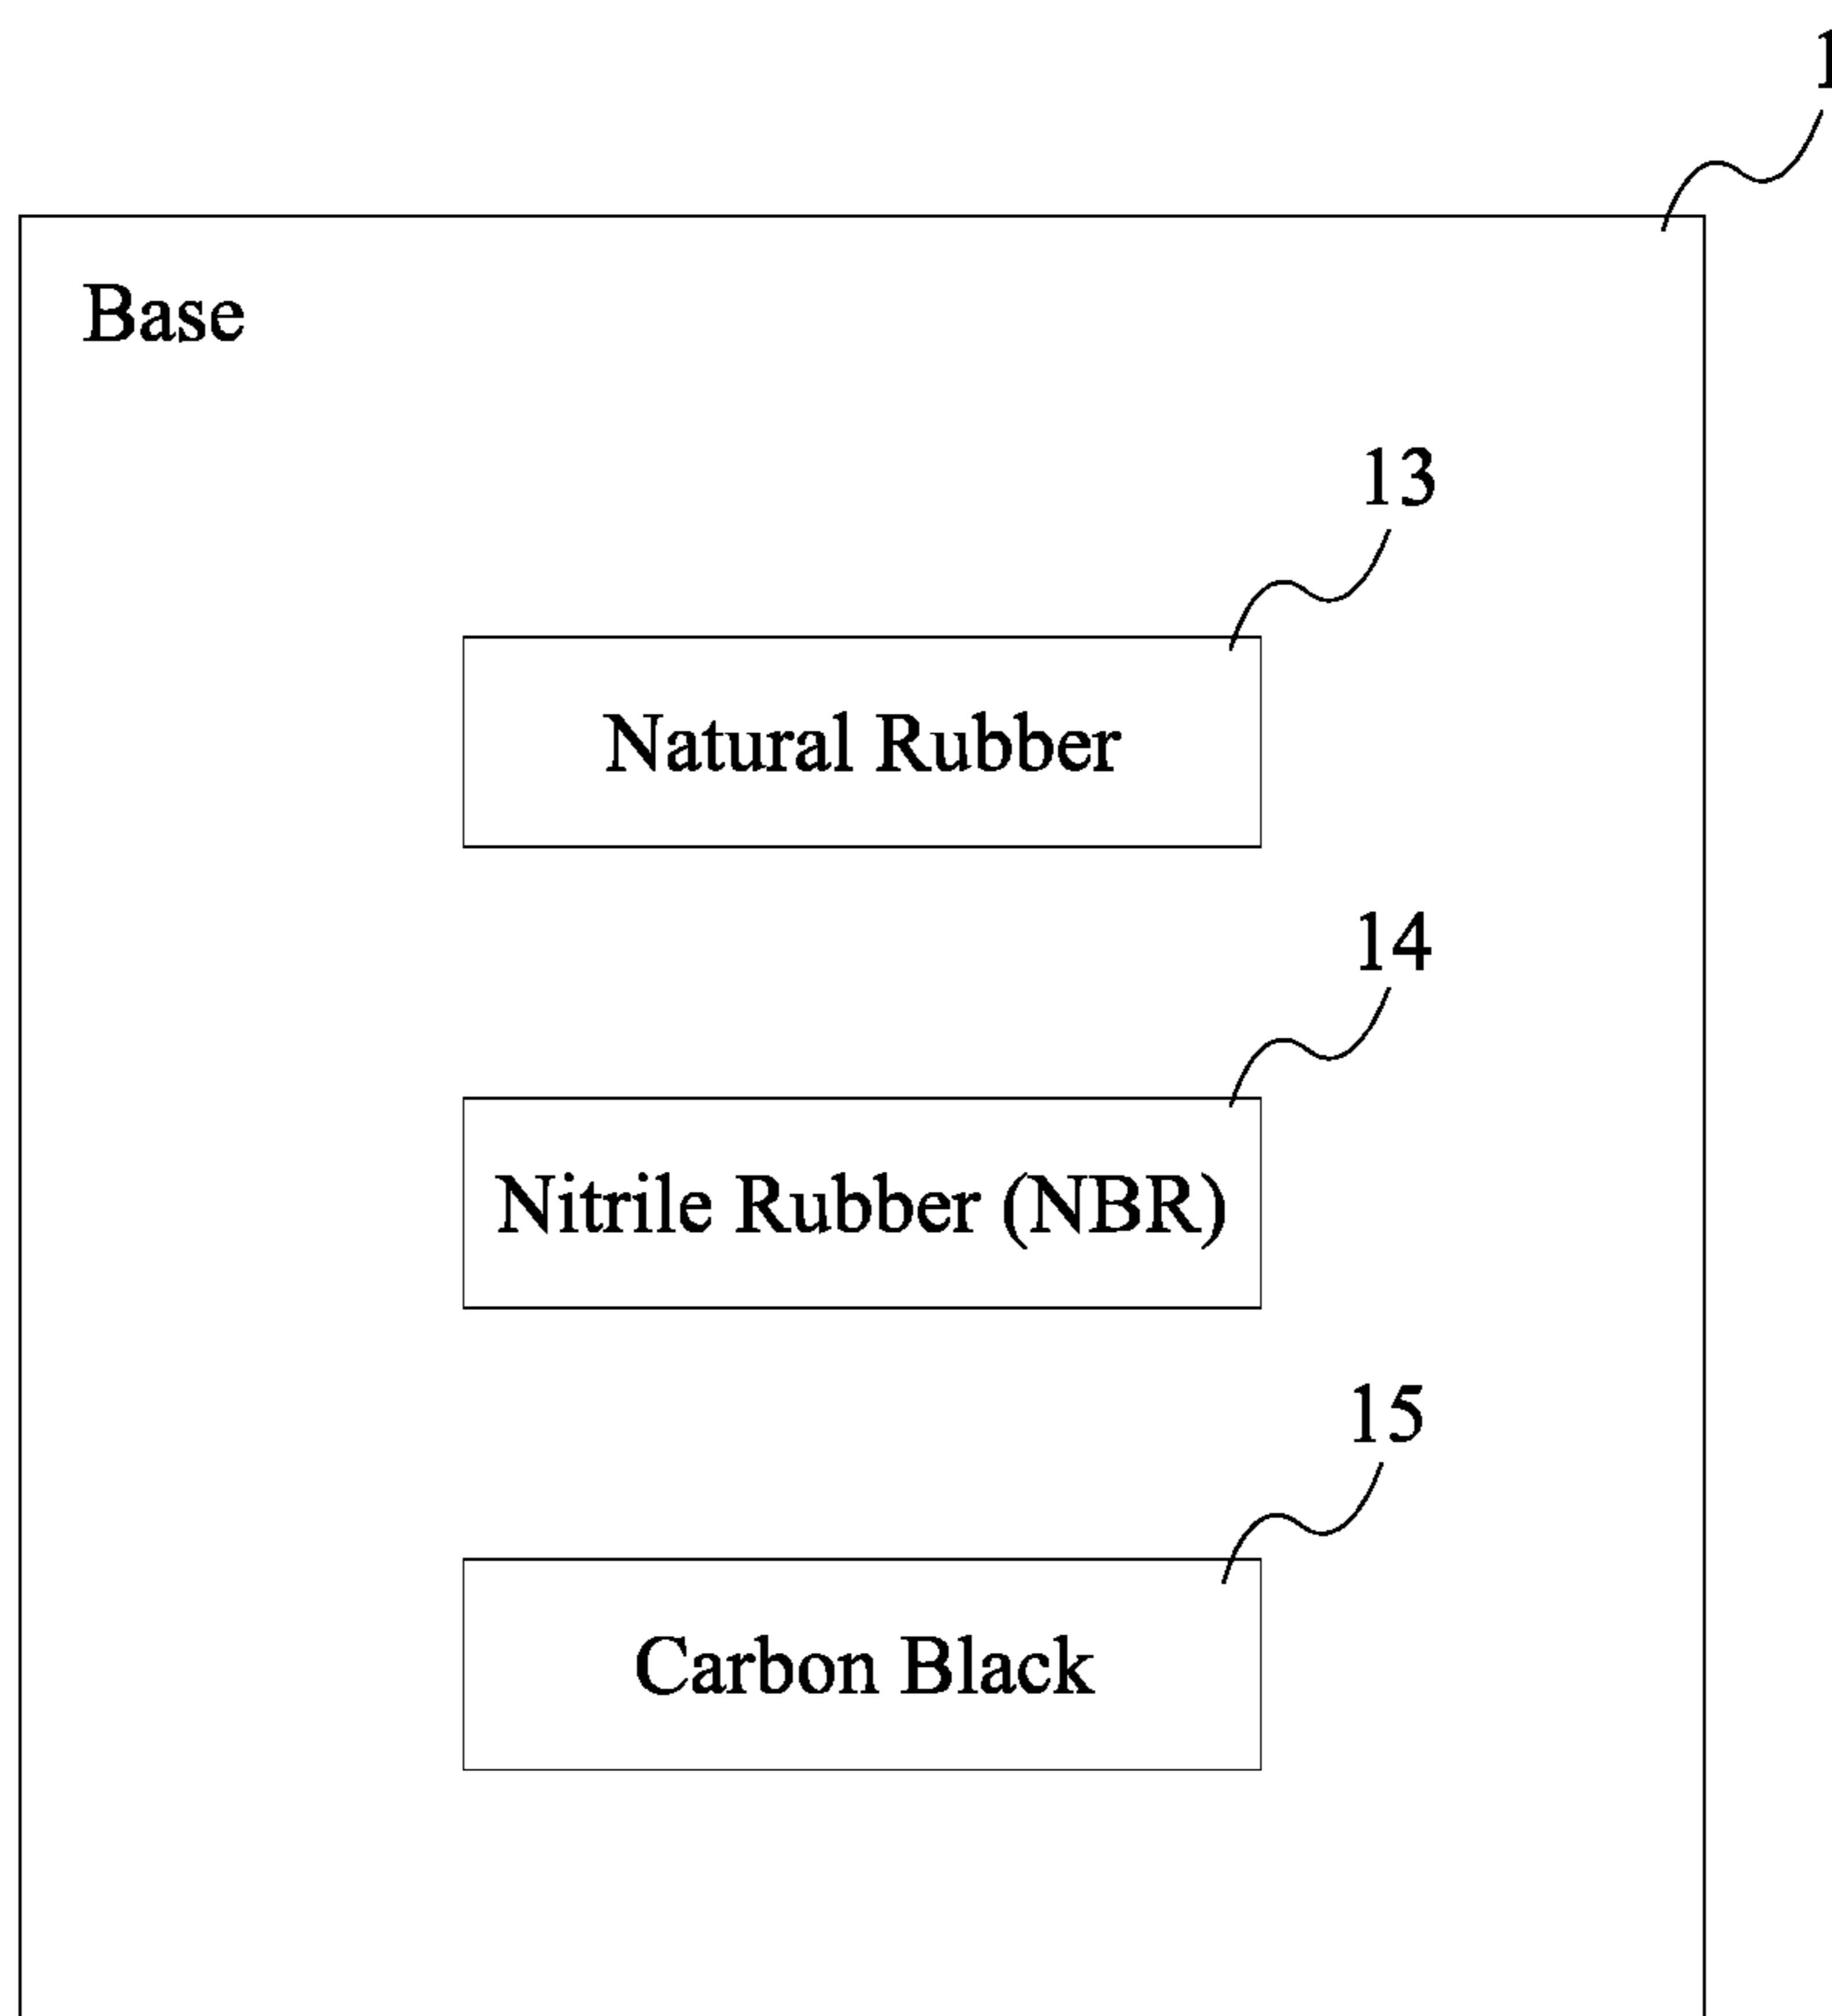 Base
13
Natural Rubber
14
Nitrile Rubber (NBR)
15
Carbon Black